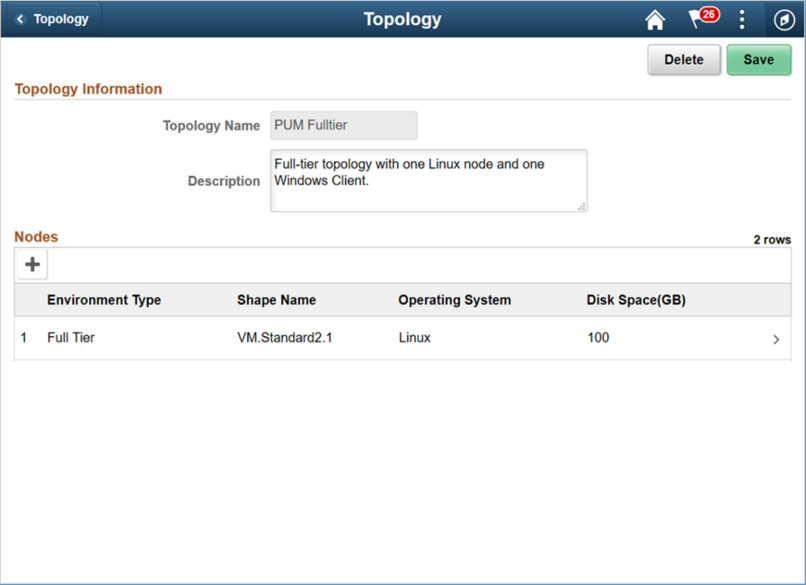 Topology
Topology
26
Delete
Save
Topology Information
Topology Name PUM Fulltier
Description Full-tier topology with one Linux node and one
Windows Client.
Nodes
2 rows
Environment Type Shape Name Operating System Disk Space(GB)
1 Full Tier VM.Standard2.1 Linux 100